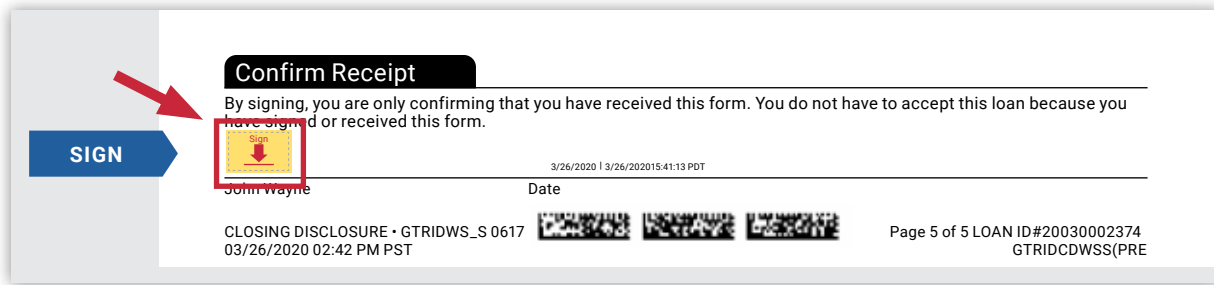 Confirm Receipt
By signing, you are only confirming that you have received this form. You do not have to accept this loan because you
have signed or received this form.
Sign
SIGN
3/26/2020 | 3/26/202015:41:13 PDT
John Wayne Date
CLOSING DISCLOSURE • GTRIDWS_S 0617 Page 5 of 5 LOAN ID#20030002374
03/26/2020 02:42 PM PST GTRIDCDWSS(PRE